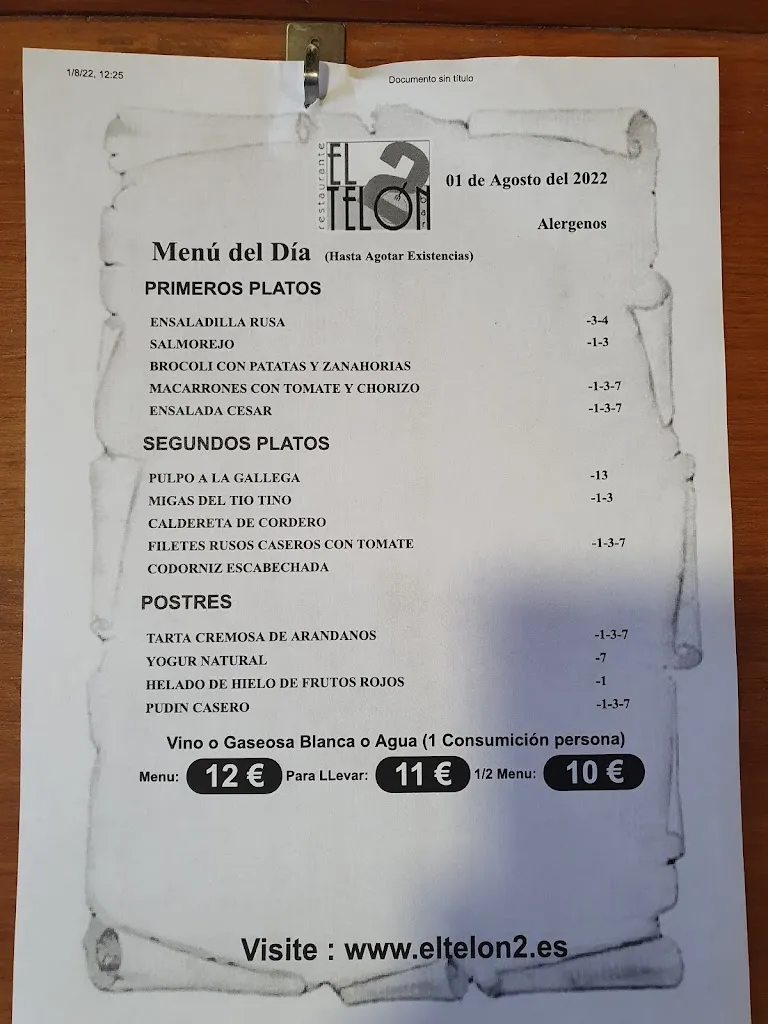 1/8/22, 12:25 Documento sin título
restaurante EL 2 TELON bar
01 de Agosto del 2022
Alergenos
Menú del Día (Hasta Agotar Existencias)
PRIMEROS PLATOS
ENSALADILLA RUSA -3-4
SALMOREJO -1-3
BROCOLI CON PATATAS Y ZANAHORIAS
MACARRONES CON TOMATE Y CHORIZO -1-3-7
ENSALADA CESAR -1-3-7
SEGUNDOS PLATOS
PULPO A LA GALLEGA -13
MIGAS DEL TIO TINO -1-3
CALDERETA DE CORDERO
FILETES RUSOS CASEROS CON TOMATE -1-3-7
CODORNIZ ESCABECHADA
POSTRES
TARTA CREMOSA DE ARANDANOS -1-3-7
YOGUR NATURAL -7
HELADO DE HIELO DE FRUTOS ROJOS -1
PUDIN CASERO -1-3-7
Vino o Gaseosa Blanca o Agua (1 Consumición persona)
Menu: 12 € Para LLevar: 11 € 1/2 Menu: 10 €
Visite : www.eltelon2.es